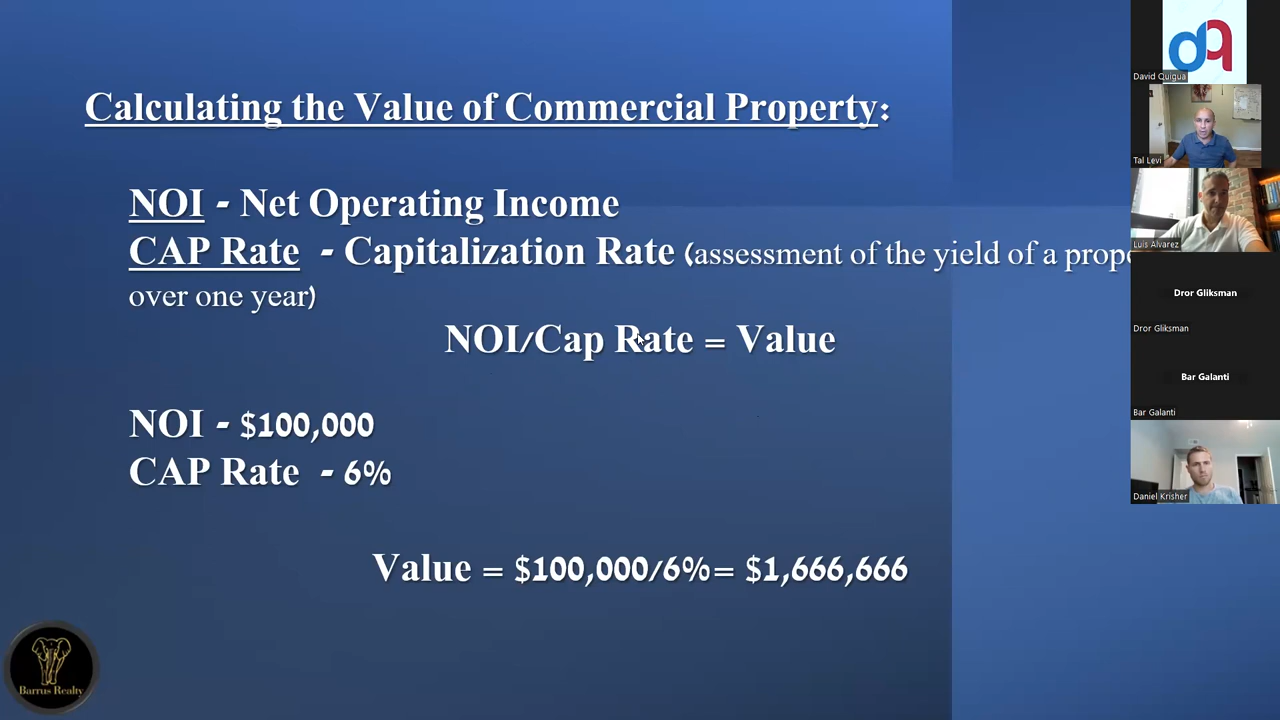 Calculating the Value of Commercial Property:
NOI - Net Operating Income
CAP Rate - Capitalization Rate (assessment of the yield of a prope
over one year)
NOI/Cap Rate = Value
NOI - $100,000
CAP Rate - 6%
Value = $100,000/6%= $1,666,666
Barrus Realty
David Quigua
Tal Levi
Luis Alvarez
Dror Gliksman
Dror Gliksman
Bar Galanti
Bar Galanti
Daniel Krisher